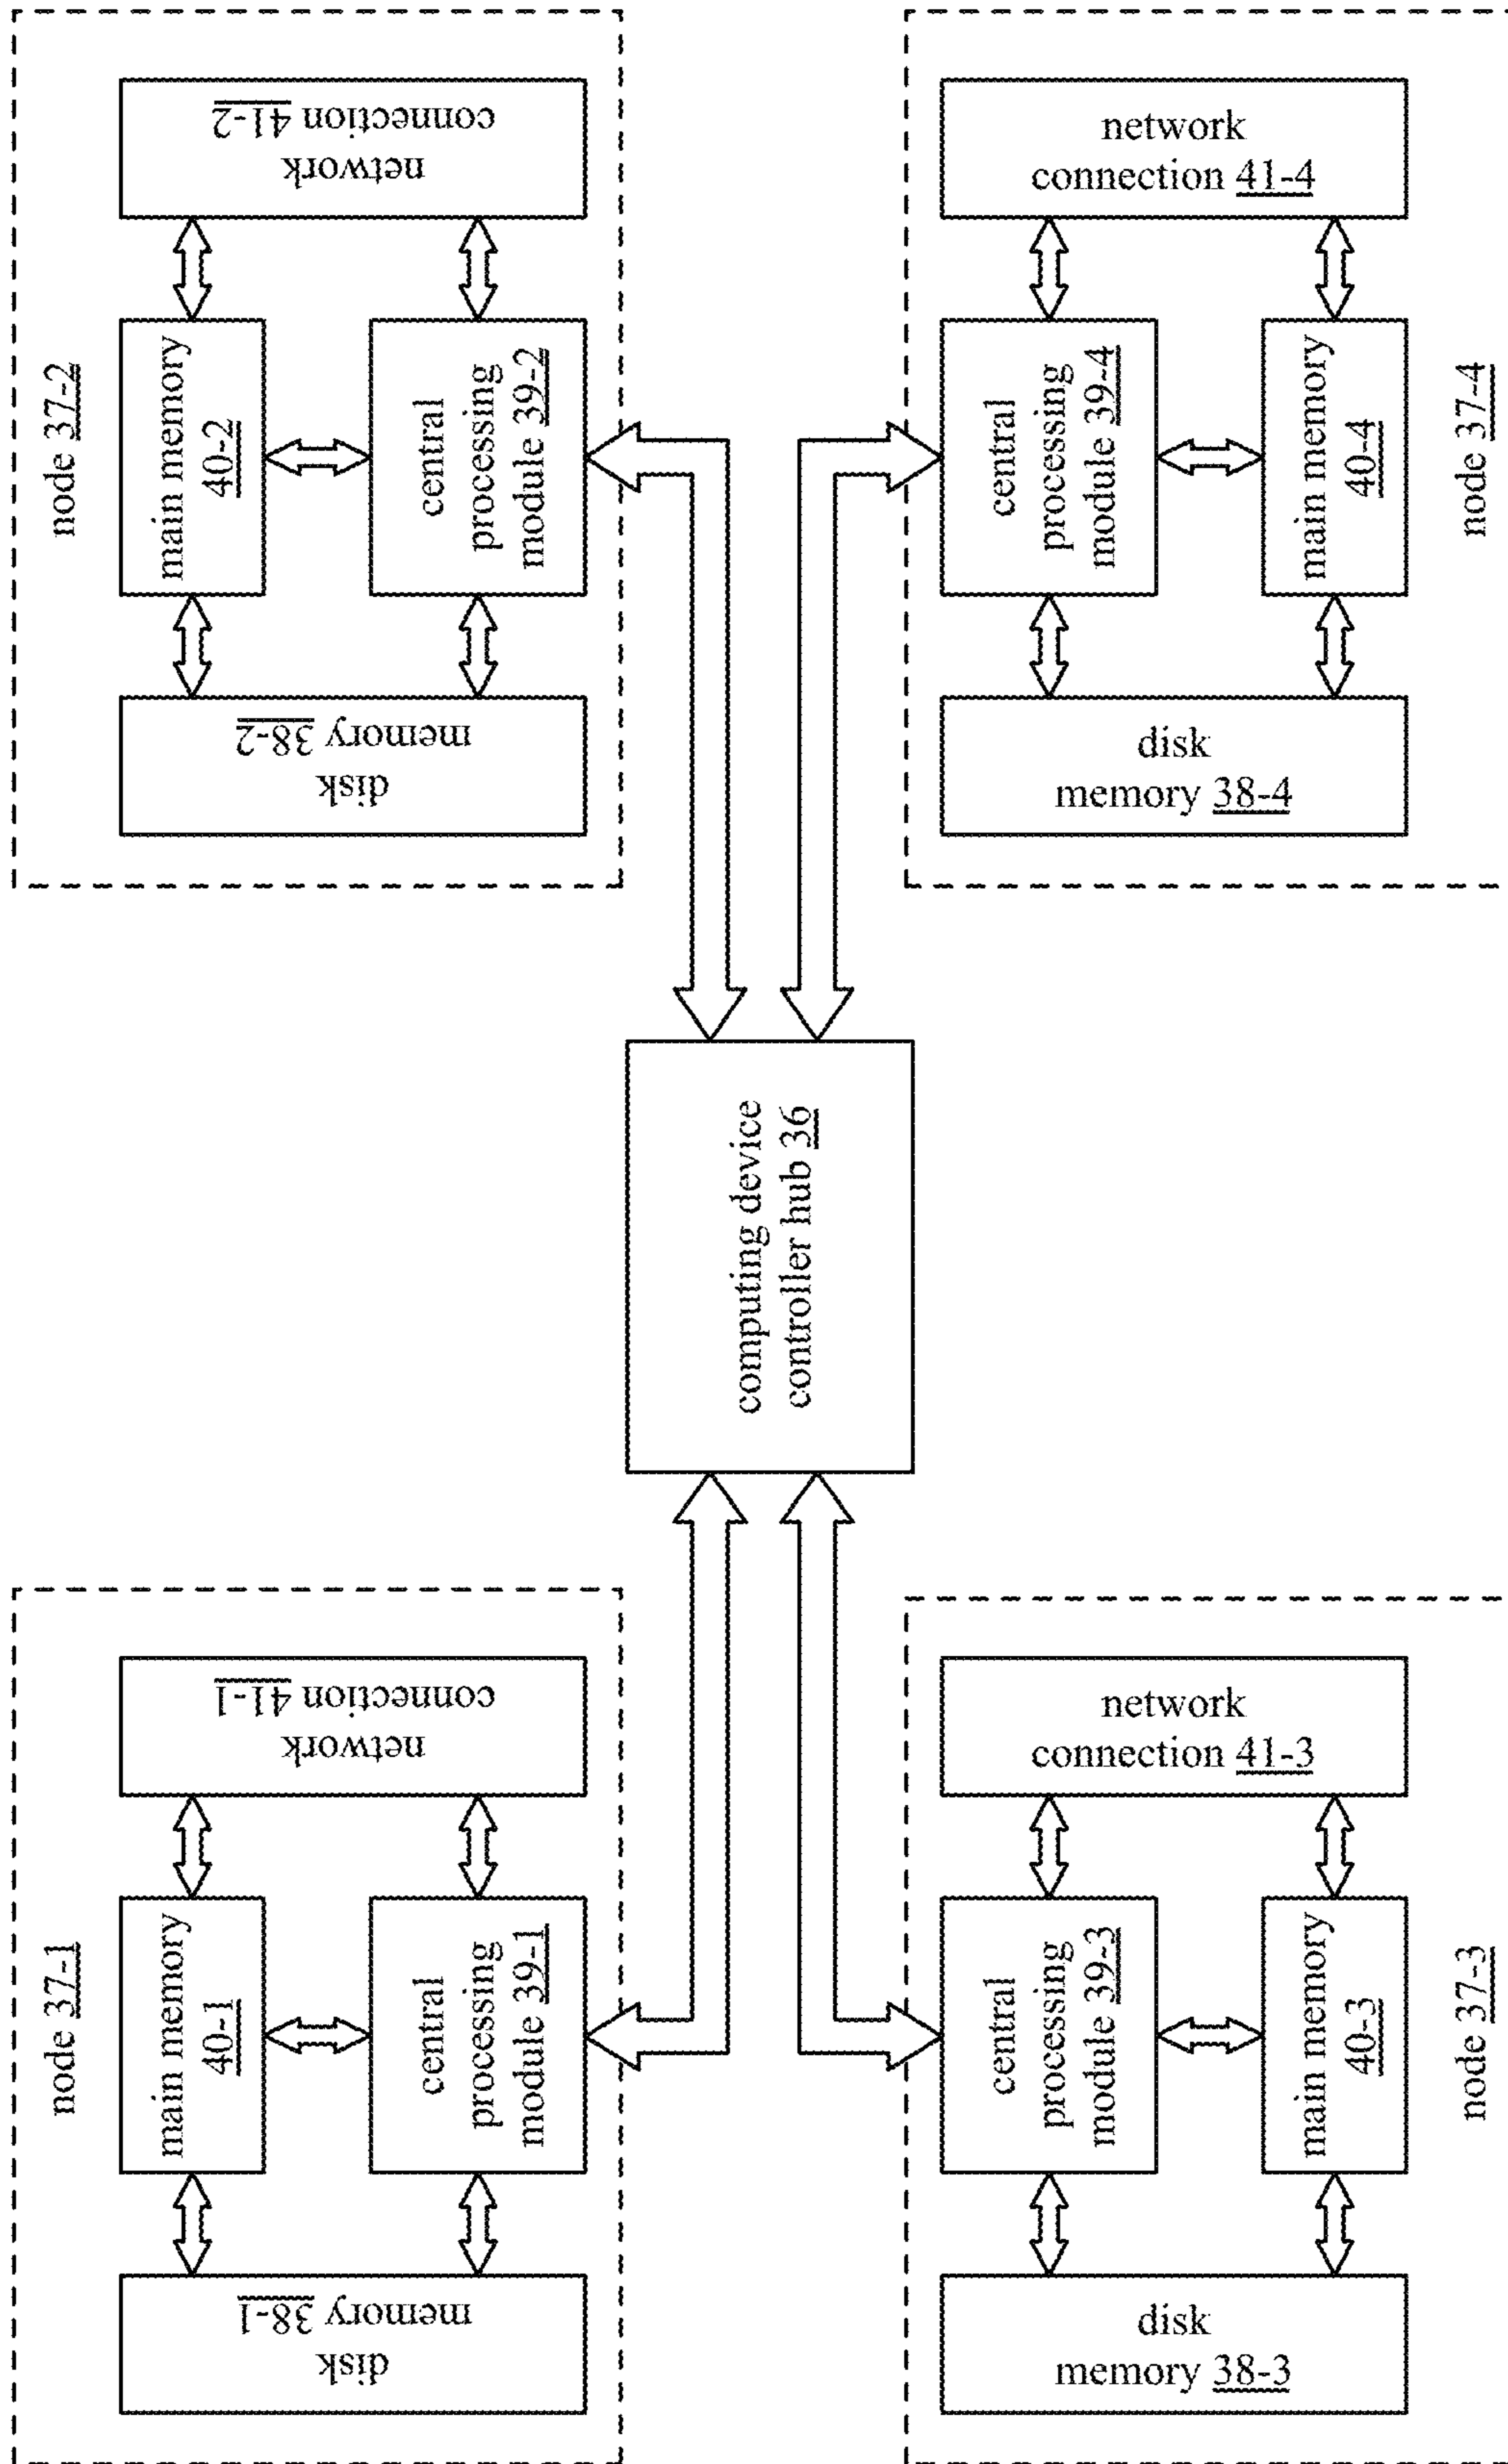 node 37-1
main memory
40-1
central
processing
module 39-1
disk
memory 38-1
network
connection 41-1
node 37-2
main memory
40-2
central
processing
module 39-2
disk
memory 38-2
network
connection 41-2
computing device
controller hub 36
central
processing
module 39-3
main memory
40-3
disk
memory 38-3
network
connection 41-3
node 37-3
central
processing
module 39-4
main memory
40-4
disk
memory 38-4
network
connection 41-4
node 37-4